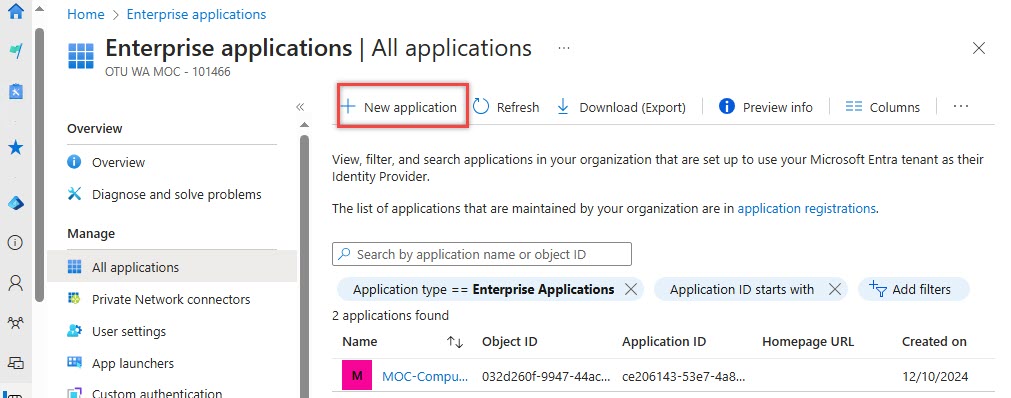 Home > Enterprise applications
Enterprise applications | All applications ...
OTU WA MOC - 101466
Overview
Overview
Diagnose and solve problems
Manage
All applications
Private Network connectors
User settings
App launchers
Custom authentication
+ New application Refresh Download (Export) Preview info Columns ...
View, filter, and search applications in your organization that are set up to use your Microsoft Entra tenant as their
Identity Provider.
The list of applications that are maintained by your organization are in application registrations.
Search by application name or object ID
Application type == Enterprise Applications Application ID starts with Add filters
2 applications found
Name Object ID Application ID Homepage URL Created on
M MOC-Compu... 032d260f-9947-44ac... ce206143-53e7-4a8... 12/10/2024